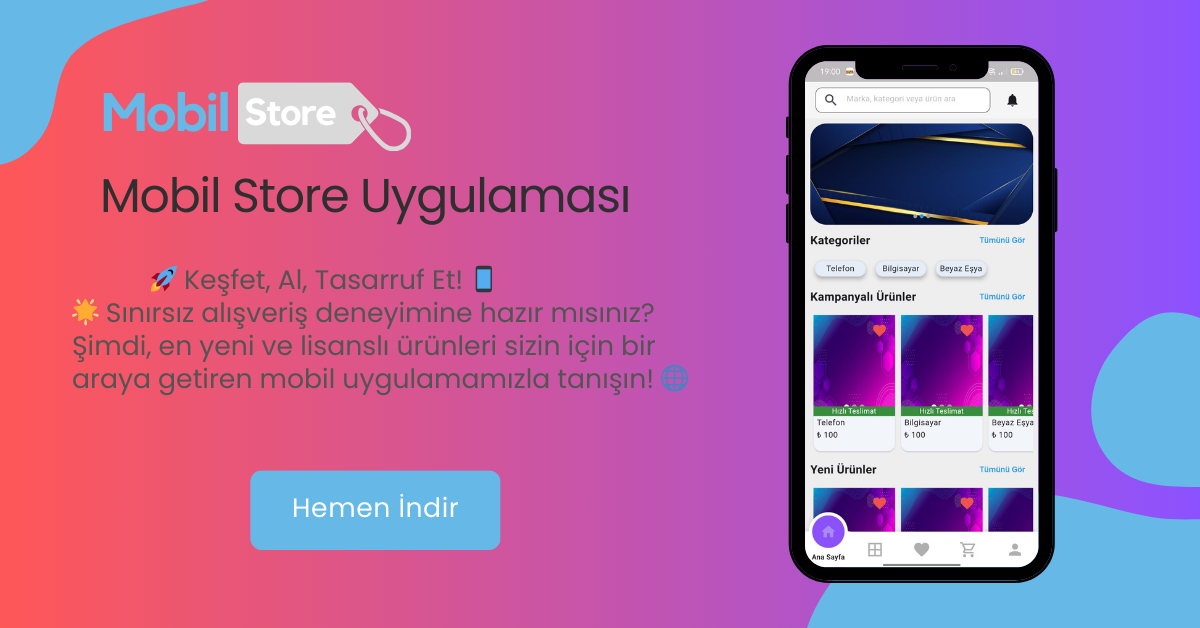 Mobil Store
Mobil Store Uygulaması
🚀 Keşfet, Al, Tasarruf Et! 📱
🌟 Sınırsız alışveriş deneyimine hazır mısınız?
Şimdi, en yeni ve lisanslı ürünleri sizin için bir
araya getiren mobil uygulamamızla tanışın! 🌐
Hemen İndir
19:00
Marka, kategori veya ürün ara
Kategoriler Tümünü Gör
Telefon Bilgisayar Beyaz Eşya
Kampanyalı Ürünler Tümünü Gör
Hızlı Teslimat Hızlı Teslimat Hızlı Tes
Telefon Bilgisayar Beyaz Eşya
₺ 100 ₺ 100 ₺ 100
Yeni Ürünler Tümünü Gör
Ana Sayfa